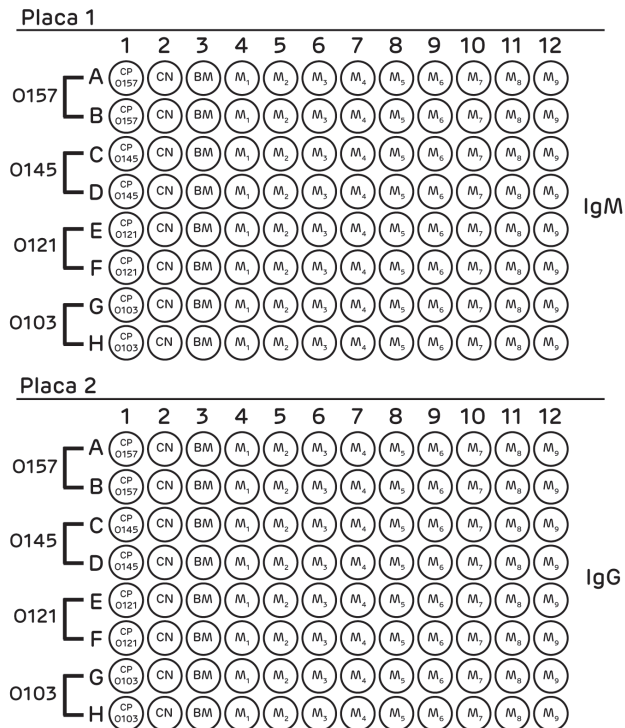 Placa 1
1 2 3 4 5 6 7 8 9 10 11 12
O157
A CP O157 CN BM M₁ M₂ M₃ M₄ M₅ M₆ M₇ M₈ M₉
B CP O157 CN BM M₁ M₂ M₃ M₄ M₅ M₆ M₇ M₈ M₉
O145
C CP O145 CN BM M₁ M₂ M₃ M₄ M₅ M₆ M₇ M₈ M₉
D CP O145 CN BM M₁ M₂ M₃ M₄ M₅ M₆ M₇ M₈ M₉
IgM
O121
E CP O121 CN BM M₁ M₂ M₃ M₄ M₅ M₆ M₇ M₈ M₉
F CP O121 CN BM M₁ M₂ M₃ M₄ M₅ M₆ M₇ M₈ M₉
O103
G CP O103 CN BM M₁ M₂ M₃ M₄ M₅ M₆ M₇ M₈ M₉
H CP O103 CN BM M₁ M₂ M₃ M₄ M₅ M₆ M₇ M₈ M₉
Placa 2
1 2 3 4 5 6 7 8 9 10 11 12
O157
A CP O157 CN BM M₁ M₂ M₃ M₄ M₅ M₆ M₇ M₈ M₉
B CP O157 CN BM M₁ M₂ M₃ M₄ M₅ M₆ M₇ M₈ M₉
O145
C CP O145 CN BM M₁ M₂ M₃ M₄ M₅ M₆ M₇ M₈ M₉
D CP O145 CN BM M₁ M₂ M₃ M₄ M₅ M₆ M₇ M₈ M₉
IgG
O121
E CP O121 CN BM M₁ M₂ M₃ M₄ M₅ M₆ M₇ M₈ M₉
F CP O121 CN BM M₁ M₂ M₃ M₄ M₅ M₆ M₇ M₈ M₉
O103
G CP O103 CN BM M₁ M₂ M₃ M₄ M₅ M₆ M₇ M₈ M₉
H CP O103 CN BM M₁ M₂ M₃ M₄ M₅ M₆ M₇ M₈ M₉